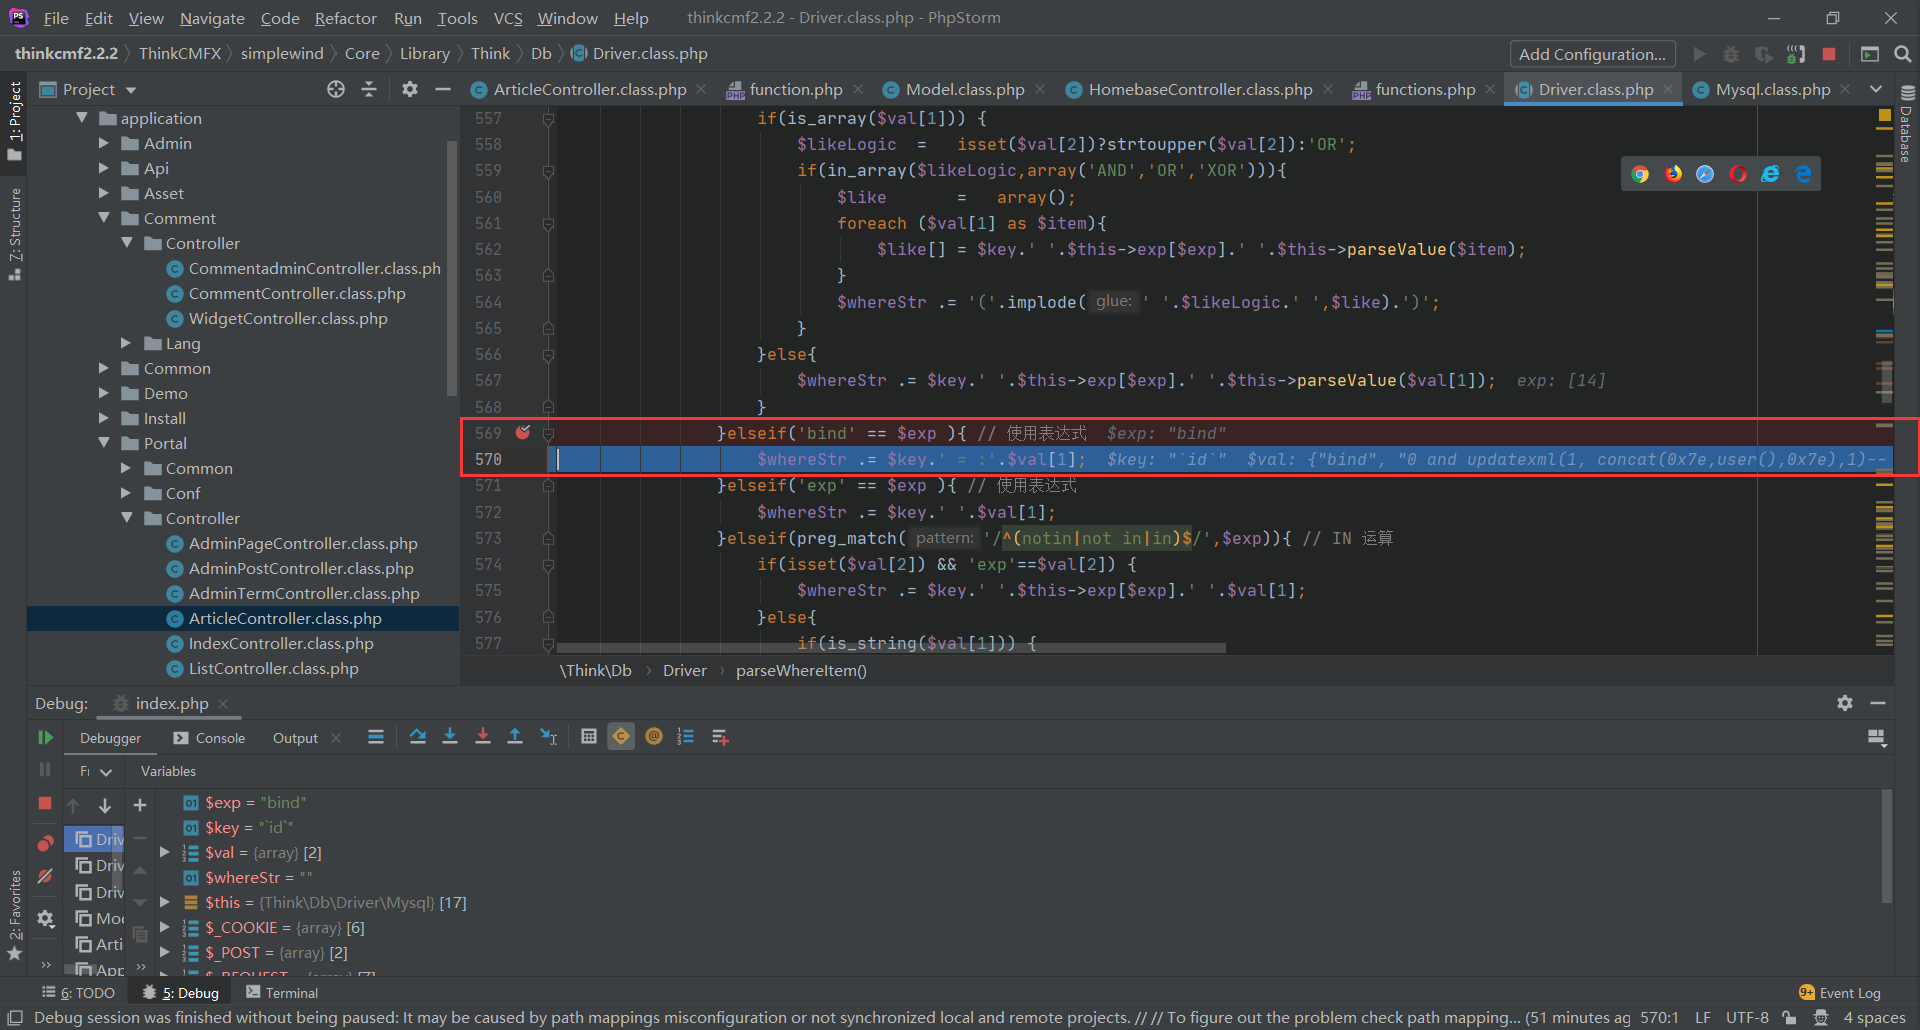 File Edit View Navigate Code Refactor Run Tools VCS Window Help thinkcmf2.2.2 - Driver.class.php - PhpStorm
thinkcmf2.2.2 ThinkCMFX simplewind Core Library Think Db Driver.class.php Add Configuration...
1: Project
7: Structure
2: Favorites
Database
Project
ArticleController.class.php function.php Model.class.php HomebaseController.class.php functions.php Driver.class.php Mysql.class.php
application
Admin
Api
Asset
Comment
Controller
CommentadminController.class.ph
CommentController.class.php
WidgetController.class.php
Lang
Common
Demo
Install
Portal
Common
Conf
Controller
AdminPageController.class.php
AdminPostController.class.php
AdminTermController.class.php
ArticleController.class.php
IndexController.class.php
ListController.class.php
557 if(is_array($val[1])) {
558 $likeLogic = isset($val[2])?strtoupper($val[2]):'OR';
559 if(in_array($likeLogic,array('AND','OR','XOR'))){
560 $like = array();
561 foreach ($val[1] as $item){
562 $like[] = $key.' '.$this->exp[$exp].' '.$this->parseValue($item);
563 }
564 $whereStr .= '('.implode( glue: ' '.$likeLogic.' ',$like).')';
565 }
566 }else{
567 $whereStr .= $key.' '.$this->exp[$exp].' '.$this->parseValue($val[1]); exp: [14]
568 }
569 }elseif('bind' == $exp ){ // 使用表达式 $exp: "bind"
570 $whereStr .= $key.' = :'.$val[1]; $key: "`id`" $val: {"bind", "0 and updatexml(1, concat(0x7e,user(),0x7e),1)--
571 }elseif('exp' == $exp ){ // 使用表达式
572 $whereStr .= $key.' '.$val[1];
573 }elseif(preg_match( pattern: '/^(notin|not in|in)$/',$exp)){ // IN 运算
574 if(isset($val[2]) && 'exp'==$val[2]) {
575 $whereStr .= $key.' '.$this->exp[$exp].' '.$val[1];
576 }else{
577 if(is_string($val[1])) {
\Think\Db Driver parseWhereItem()
Debug: index.php
Debugger Console Output
Variables
Driv
Driv
Driv
Mod
Arti
App
$exp = "bind"
$key = "`id`"
$val = {array} [2]
$whereStr = ""
$this = {Think\Db\Driver\Mysql} [17]
$_COOKIE = {array} [6]
$_POST = {array} [2]
$_REQUEST = {array} [7]
6: TODO 5: Debug Terminal 9+ Event Log
Debug session was finished without being paused: It may be caused by path mappings misconfiguration or not synchronized local and remote projects. // // To figure out the problem check path mapping... (51 minutes ag 570:1 LF UTF-8 4 spaces